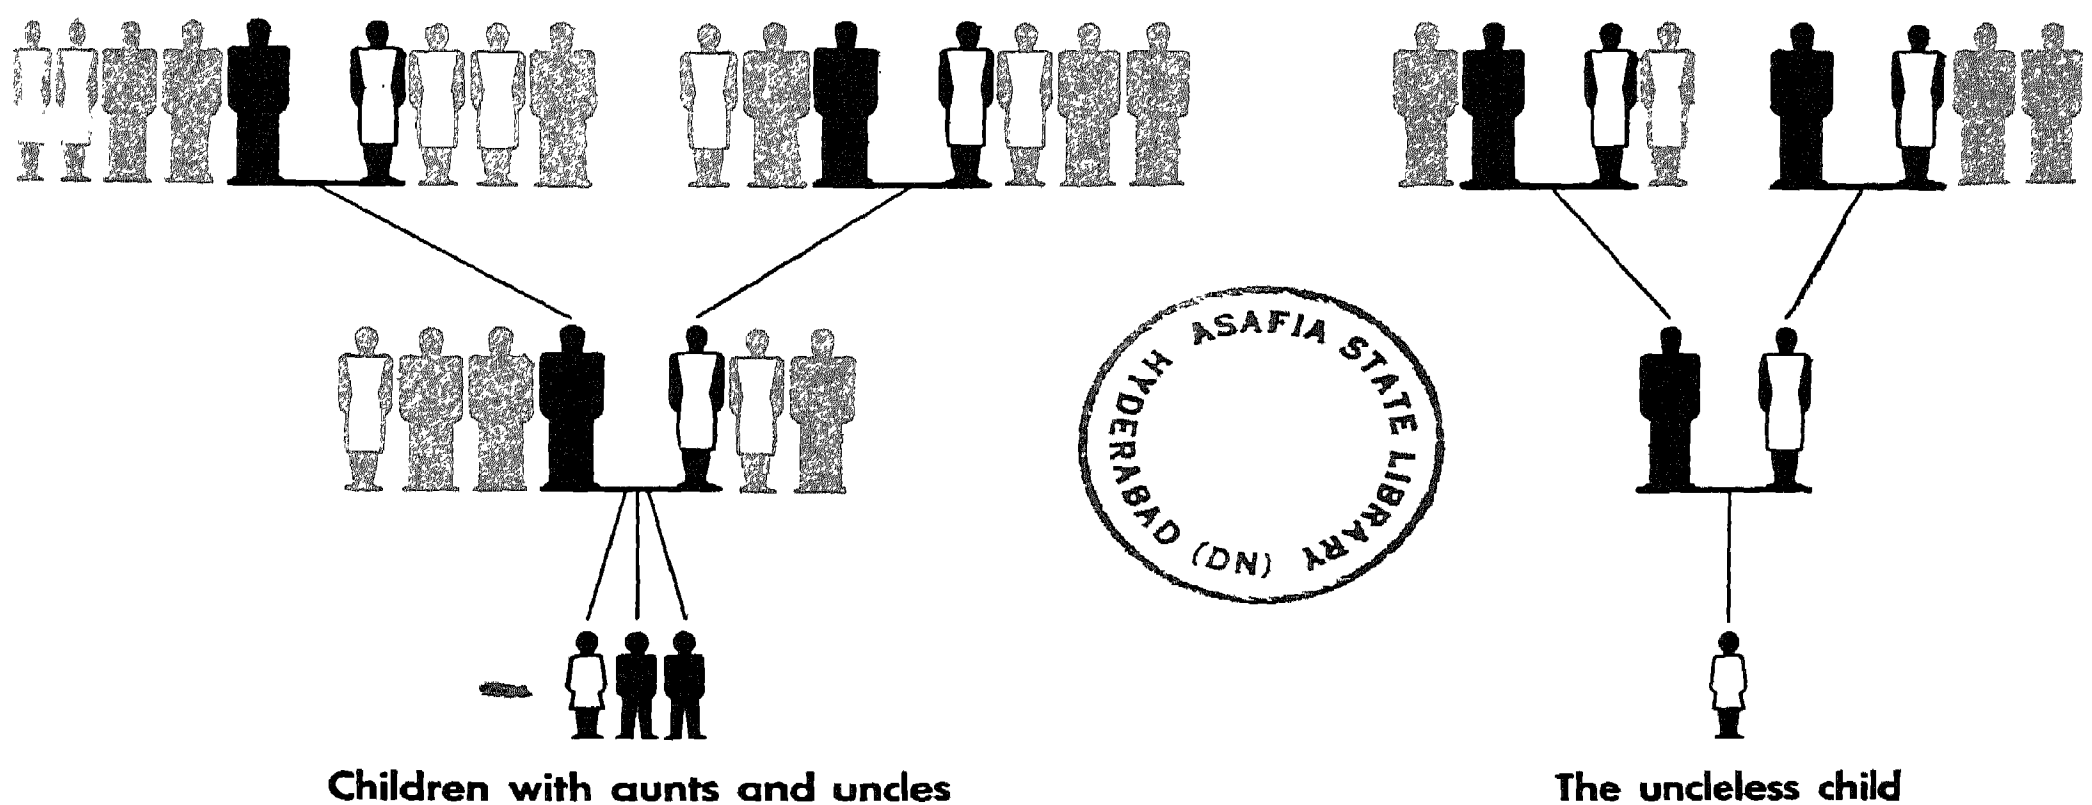 ASAFIA STATE LIBRARY
HYDERABAD (DN)
Children with aunts and uncles
The uncleless child